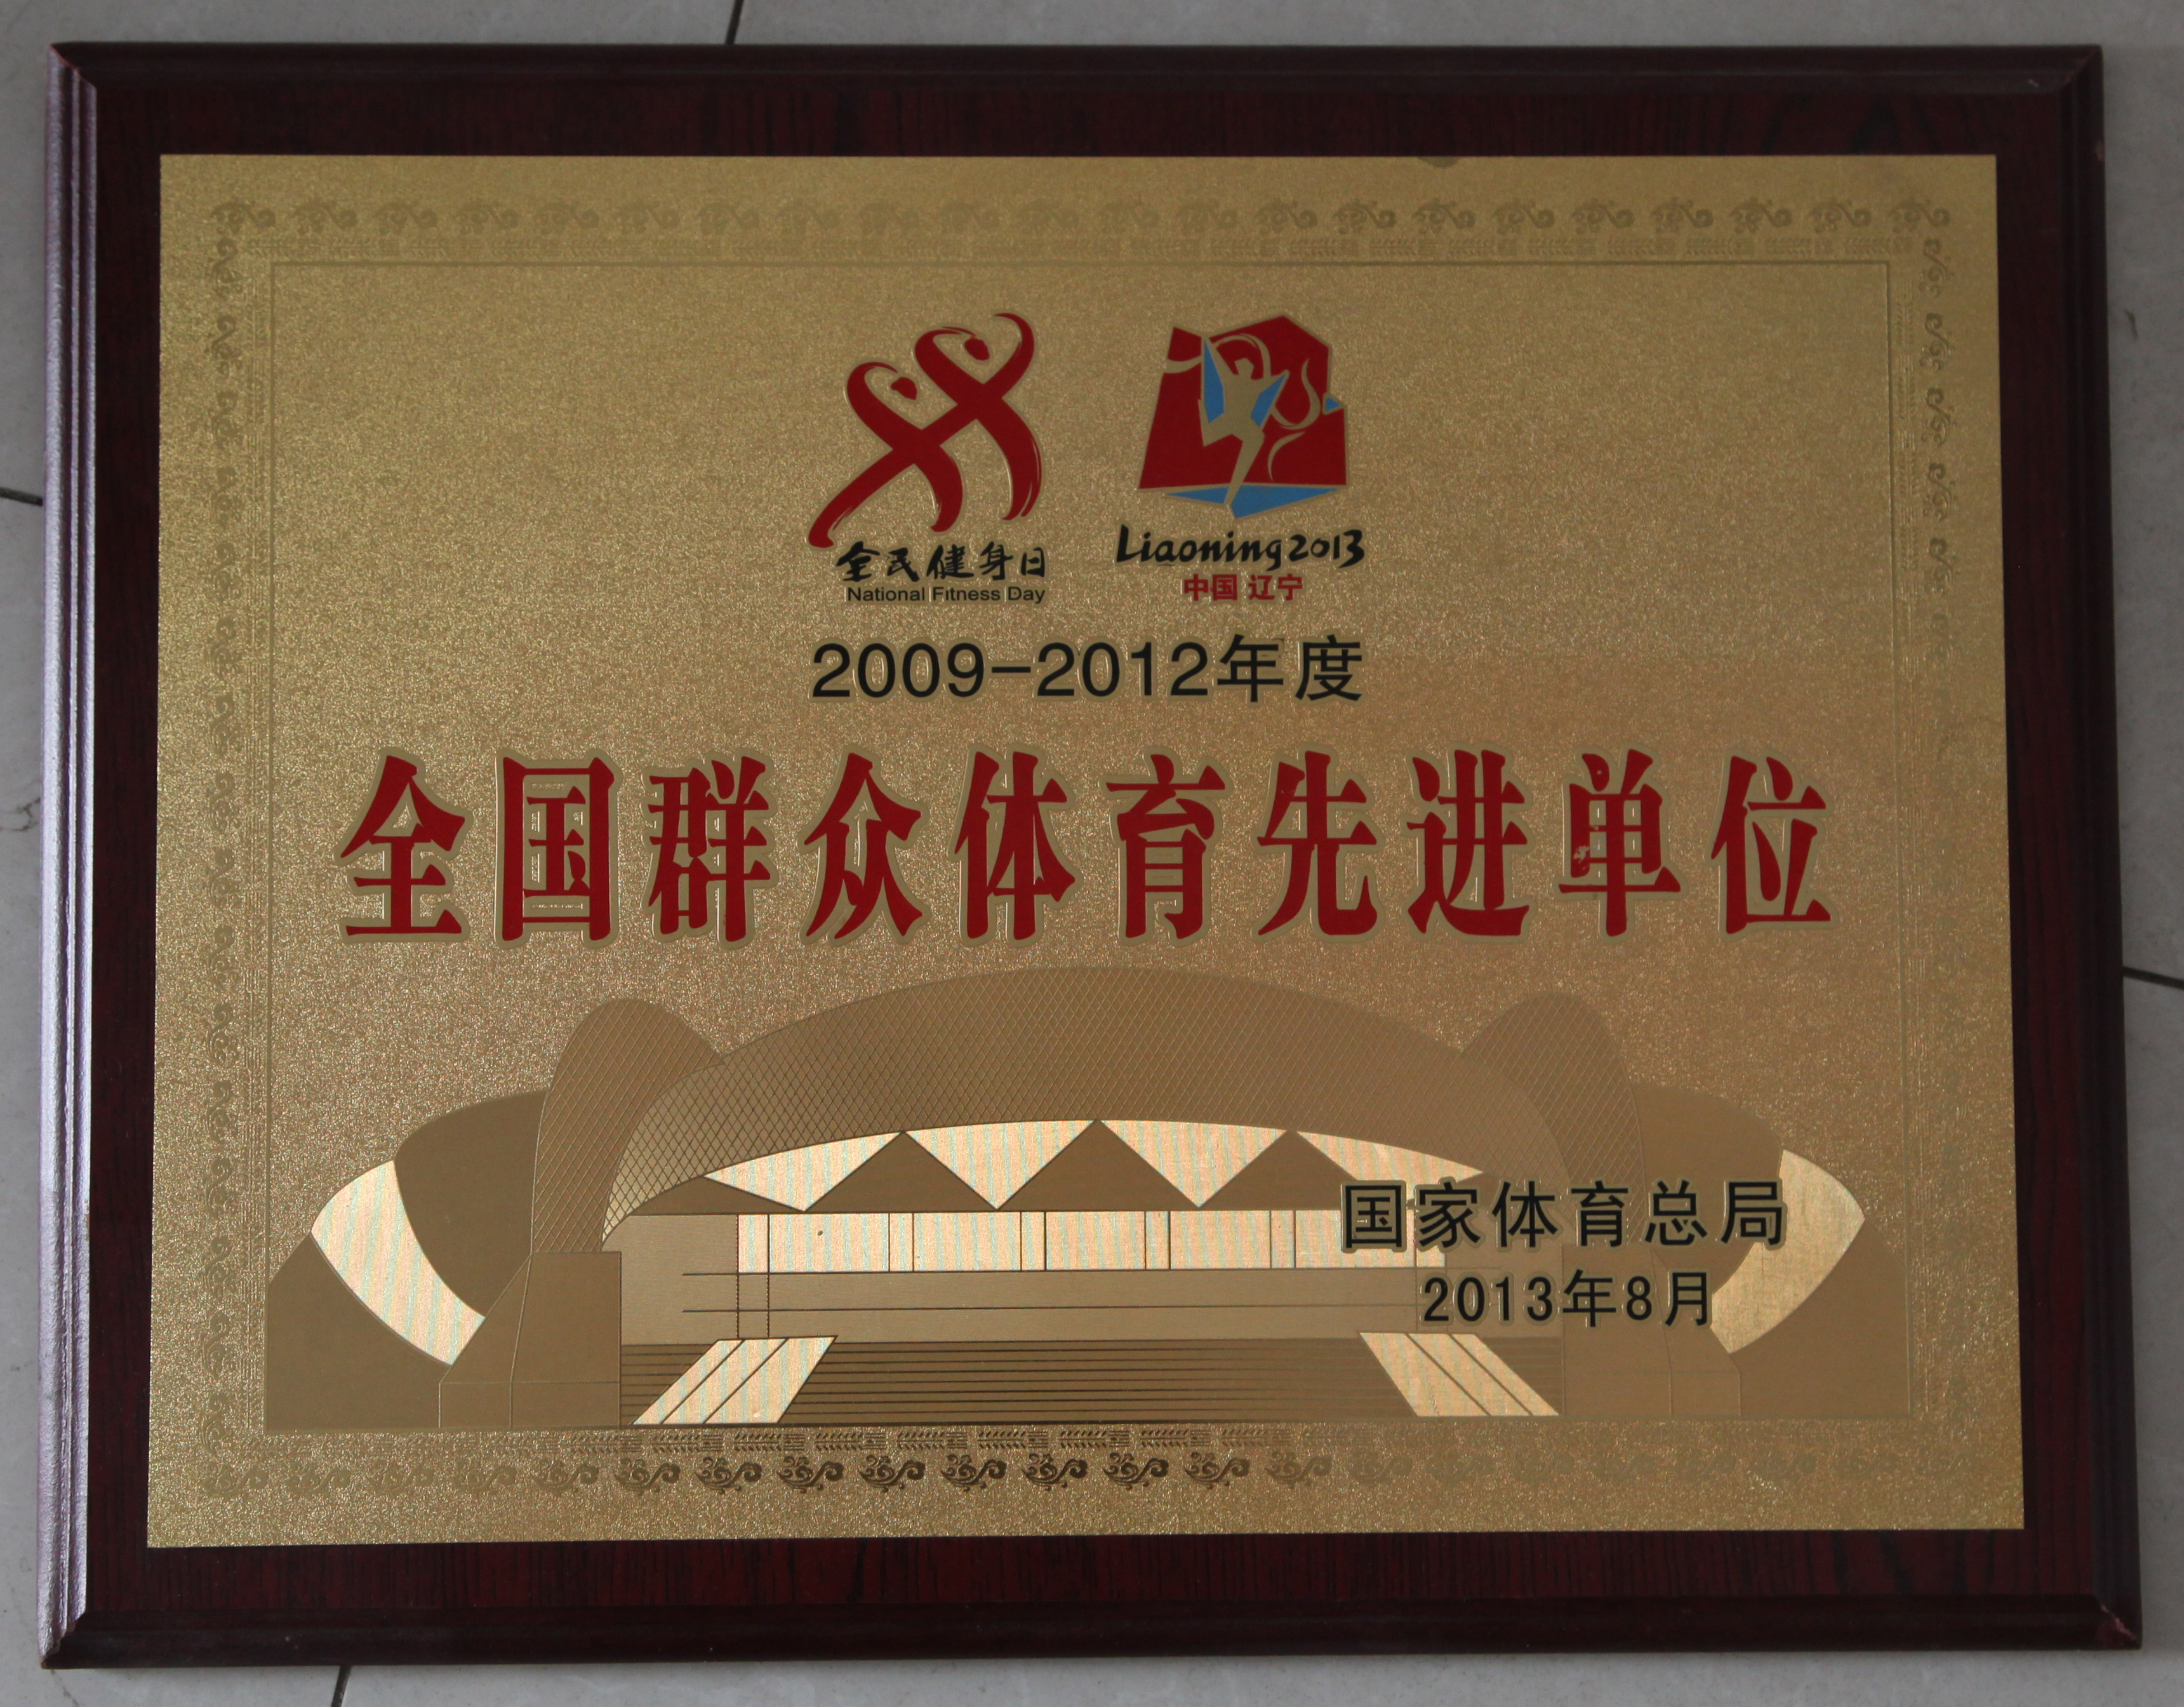 全民健身日
National Fitness Day
Liaoning2013
中国 辽宁
2009-2012年度
全国群众体育先进单位
国家体育总局
2013年8月